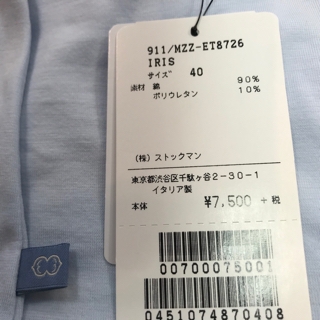 911/MZZ-ET8726
IRIS
サイズ 40
素材 綿 90%
ポリウレタン 10%
(株) ストックマン
東京都渋谷区千駄ヶ谷2-30-1
イタリア製
本体 ¥7,500 +税
00700075001
0451074870408